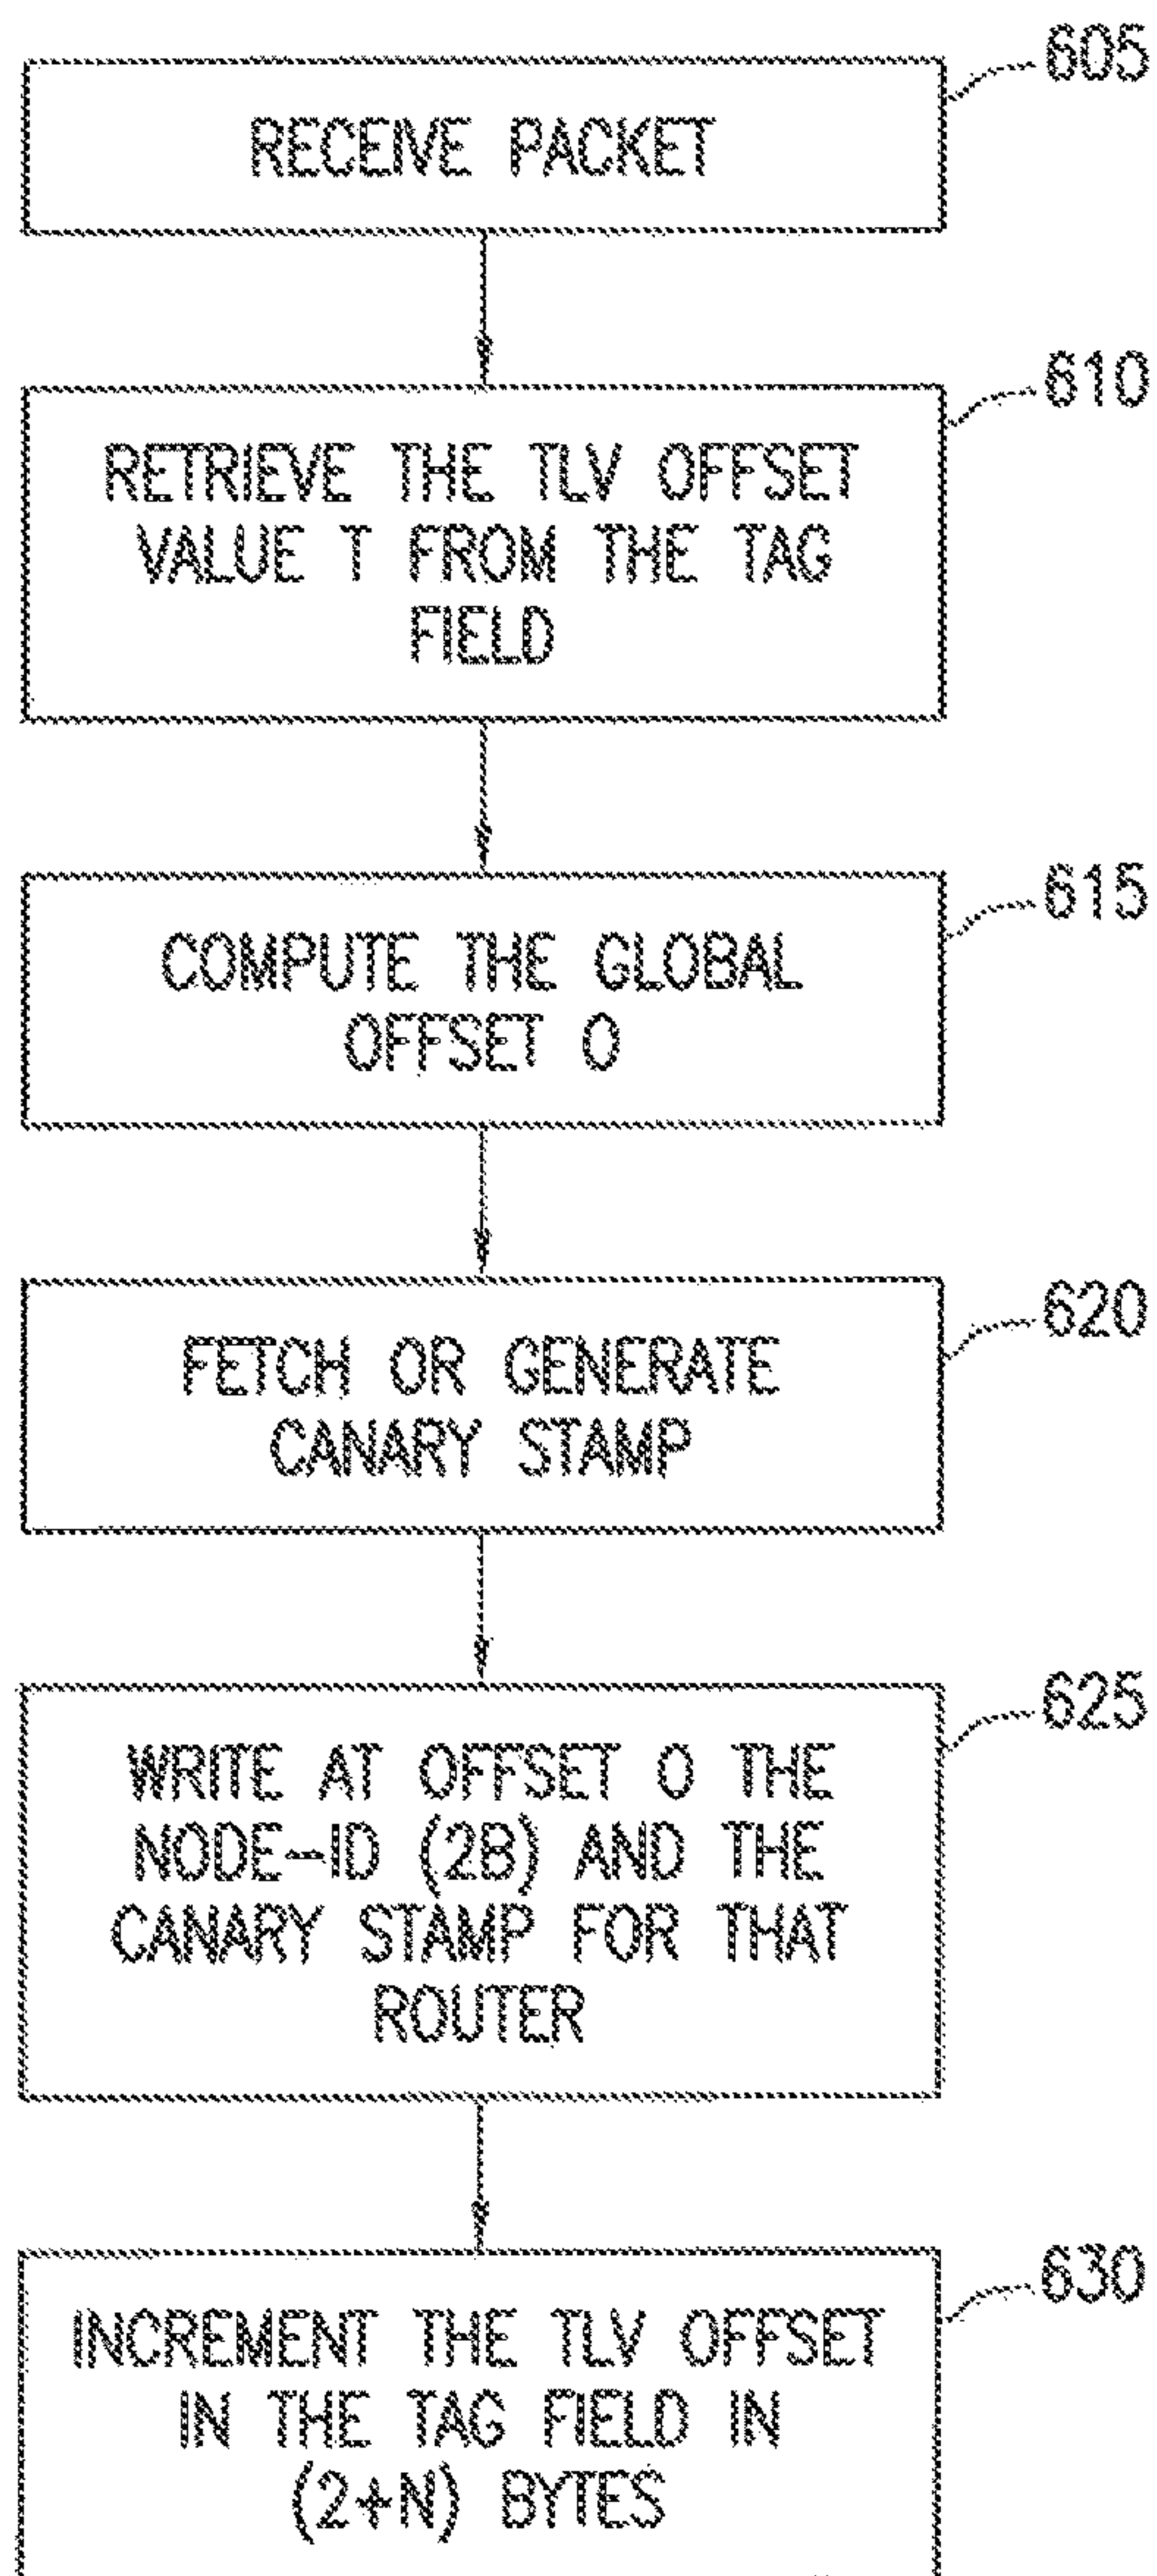 605
RECEIVE PACKET
610
RETRIEVE THE TLV OFFSET
VALUE T FROM THE TAG
FIELD
615
COMPUTE THE GLOBAL
OFFSET O
620
FETCH OR GENERATE
CANARY STAMP
625
WRITE AT OFFSET O THE
NODE-ID (2B) AND THE
CANARY STAMP FOR THAT
ROUTER
630
INCREMENT THE TLV OFFSET
IN THE TAG FIELD IN
(2+N) BYTES